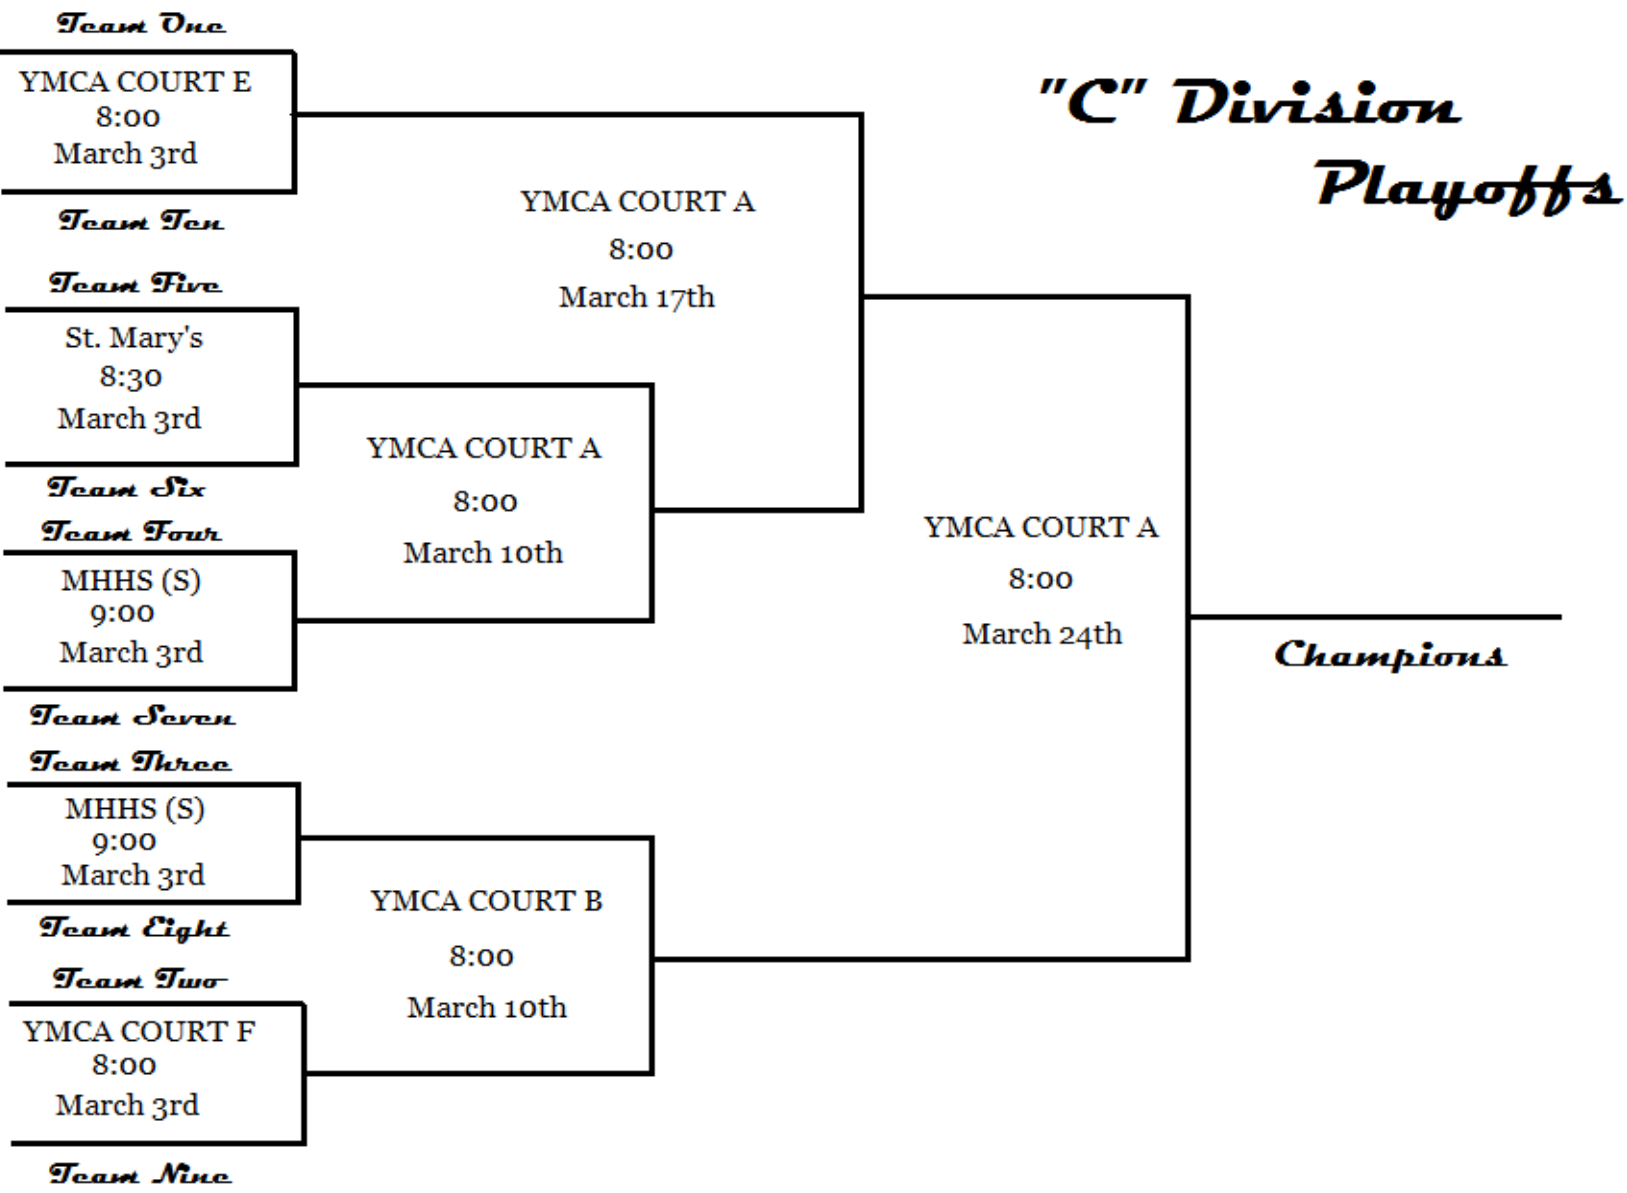 Team One
YMCA COURT E
8:00
March 3rd
Team Ten
"C" Division
Playoffs
YMCA COURT A
8:00
March 17th
Team Five
St. Mary's
8:30
March 3rd
Team Six
YMCA COURT A
8:00
March 10th
Team Four
MHHS (S)
9:00
March 3rd
Team Seven
YMCA COURT A
8:00
March 24th
Champions
Team Three
MHHS (S)
9:00
March 3rd
Team Eight
YMCA COURT B
8:00
March 10th
Team Two
YMCA COURT F
8:00
March 3rd
Team Nine